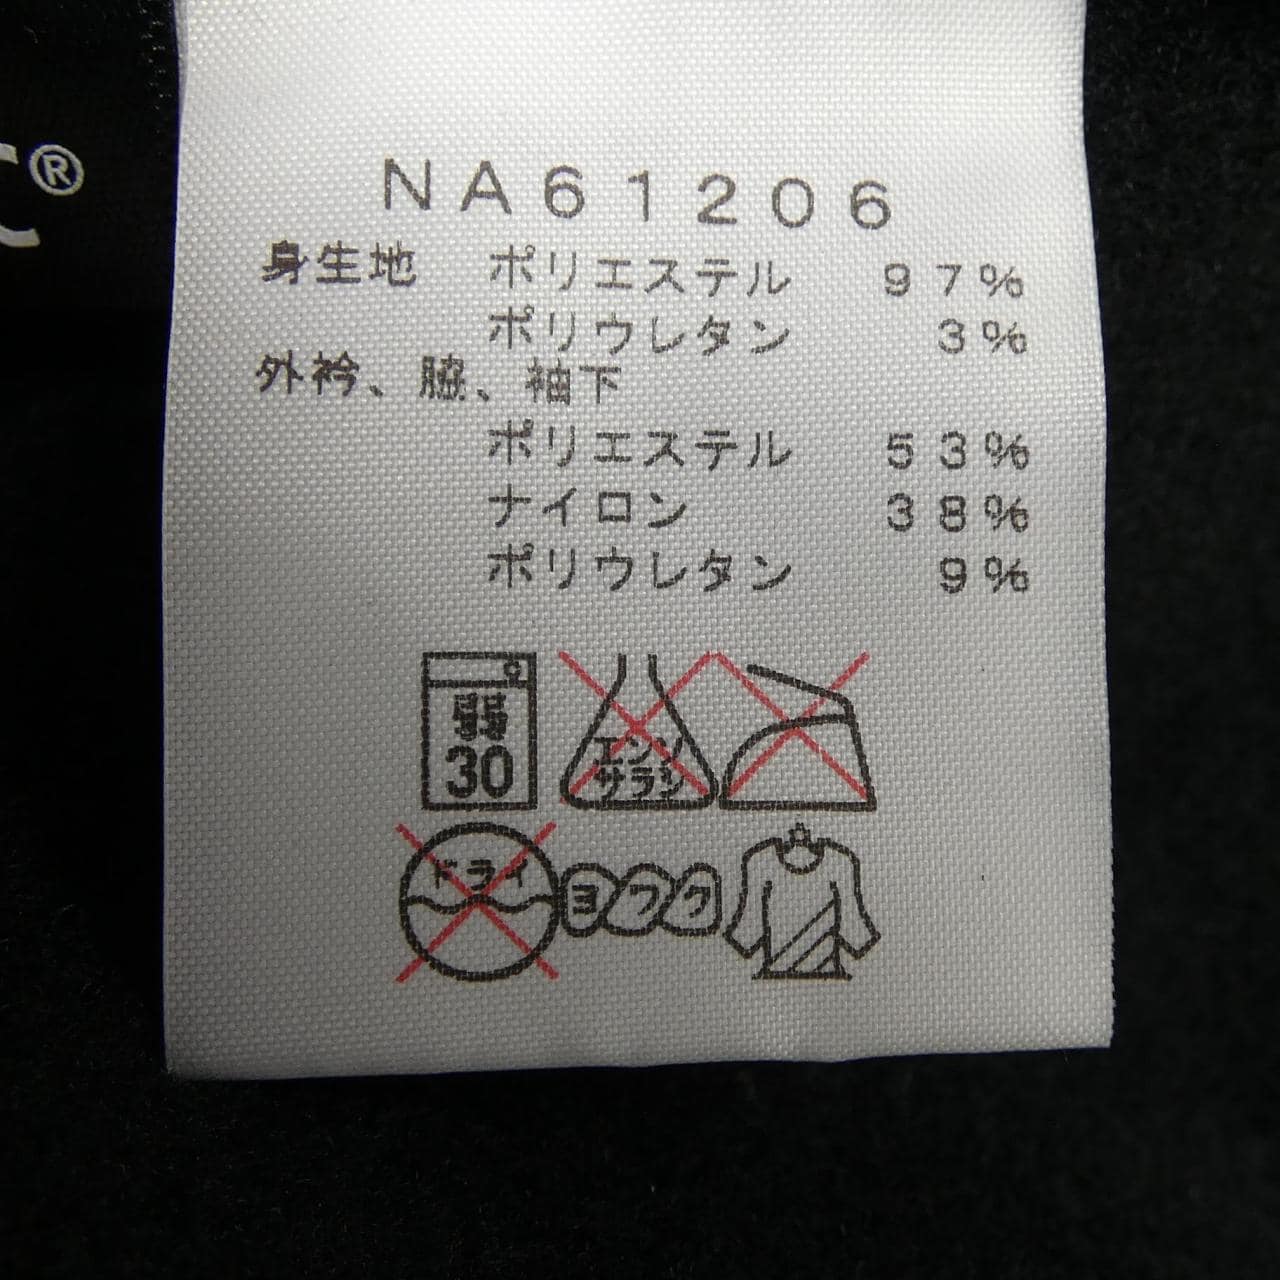 C®
NA61206
身生地 ポリエステル 97%
ポリウレタン 3%
外衿、脇、袖下
ポリエステル 53%
ナイロン 38%
ポリウレタン 9%
弱
30
エンソ
サラシ
ドライ
ヨワク